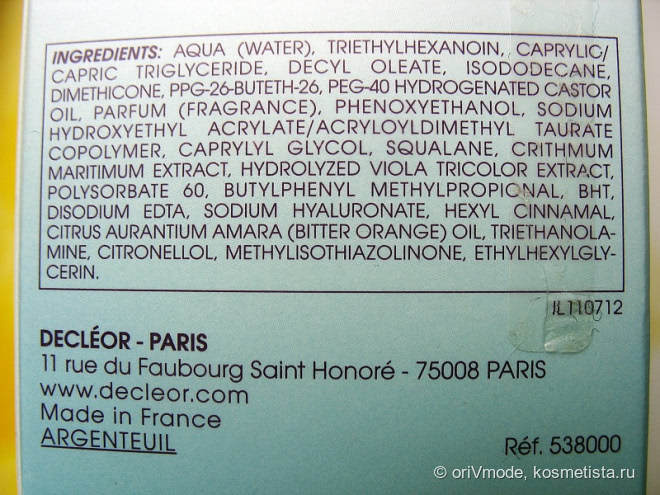 INGREDIENTS: AQUA (WATER), TRIETHYLHEXANOIN, CAPRYLIC/
CAPRIC TRIGLYCERIDE, DECYL OLEATE, ISODODECANE,
DIMETHICONE, PPG-26-BUTETH-26, PEG-40 HYDROGENATED CASTOR
OIL, PARFUM (FRAGRANCE), PHENOXYETHANOL, SODIUM
HYDROXYETHYL ACRYLATE/ACRYLOYLDIMETHYL TAURATE
COPOLYMER, CAPRYLYL GLYCOL, SQUALANE, CRITHMUM
MARITIMUM EXTRACT, HYDROLYZED VIOLA TRICOLOR EXTRACT,
POLYSORBATE 60, BUTYLPHENYL METHYLPROPIONAL, BHT,
DISODIUM EDTA, SODIUM HYALURONATE, HEXYL CINNAMAL,
CITRUS AURANTIUM AMARA (BITTER ORANGE) OIL, TRIETHANOLA-
MINE, CITRONELLOL, METHYLISOTHIAZOLINONE, ETHYLHEXYLGLY-
CERIN.
IL110712
DECLÉOR - PARIS
11 rue du Faubourg Saint Honoré - 75008 PARIS
www.decleor.com
Made in France
ARGENTEUIL
Réf. 538000
© oriVmode, kosmetista.ru